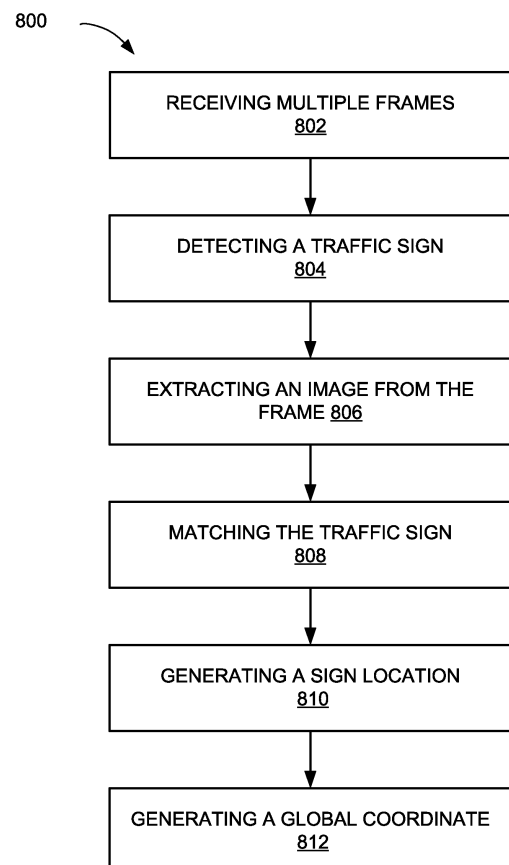 800
RECEIVING MULTIPLE FRAMES
802
DETECTING A TRAFFIC SIGN
804
EXTRACTING AN IMAGE FROM THE
FRAME 806
MATCHING THE TRAFFIC SIGN
808
GENERATING A SIGN LOCATION
810
GENERATING A GLOBAL COORDINATE
812